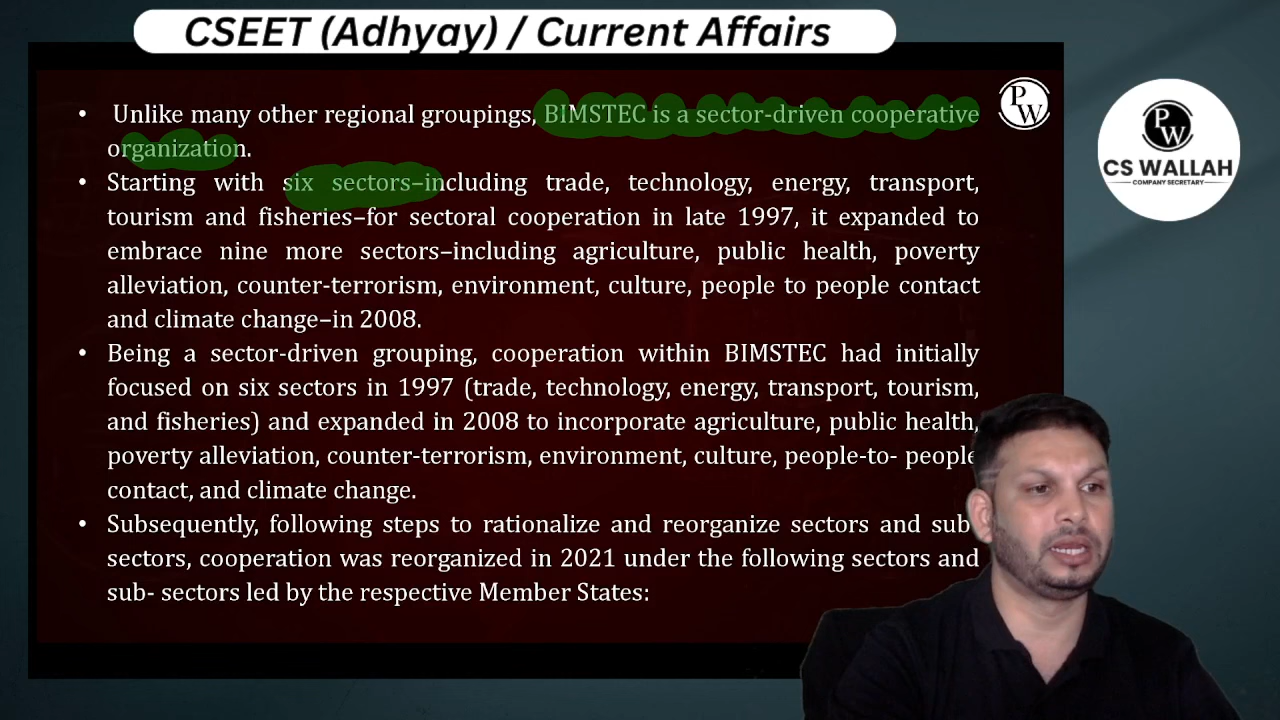 CSEET (Adhyay) / Current Affairs
• Unlike many other regional groupings, BIMSTEC is a sector-driven cooperative
organization.
• Starting with six sectors–including trade, technology, energy, transport,
tourism and fisheries–for sectoral cooperation in late 1997, it expanded to
embrace nine more sectors–including agriculture, public health, poverty
alleviation, counter-terrorism, environment, culture, people to people contact
and climate change–in 2008.
• Being a sector-driven grouping, cooperation within BIMSTEC had initially
focused on six sectors in 1997 (trade, technology, energy, transport, tourism,
and fisheries) and expanded in 2008 to incorporate agriculture, public health,
poverty alleviation, counter-terrorism, environment, culture, people-to- people
contact, and climate change.
• Subsequently, following steps to rationalize and reorganize sectors and sub-
sectors, cooperation was reorganized in 2021 under the following sectors and
sub- sectors led by the respective Member States:
PW
PW
CS WALLAH
COMPANY SECRETARY